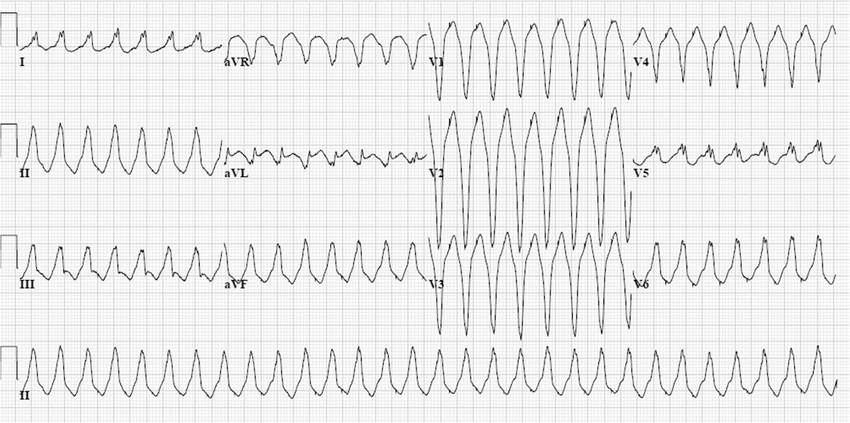 I aVR V1 V4
II aVL V2 V5
III aVF V3 V6
II